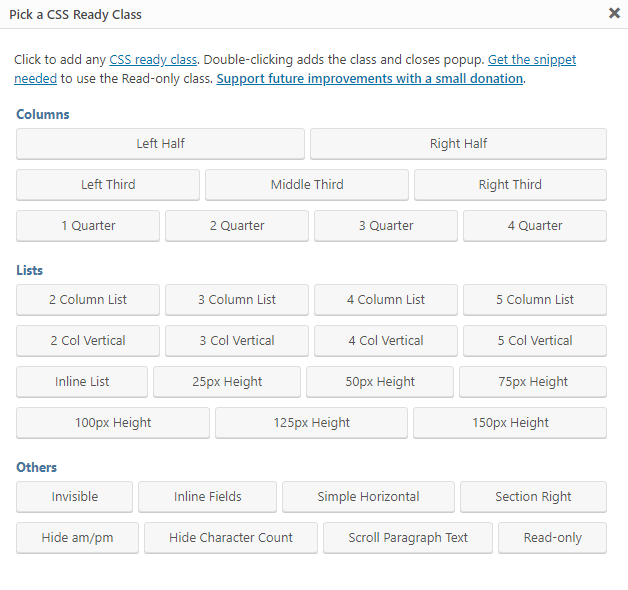 Pick a CSS Ready Class
Click to add any CSS ready class. Double-clicking adds the class and closes popup. Get the snippet
needed to use the Read-only class. Support future improvements with a small donation.
Columns
Left Half Right Half
Left Third Middle Third Right Third
1 Quarter 2 Quarter 3 Quarter 4 Quarter
Lists
2 Column List 3 Column List 4 Column List 5 Column List
2 Col Vertical 3 Col Vertical 4 Col Vertical 5 Col Vertical
Inline List 25px Height 50px Height 75px Height
100px Height 125px Height 150px Height
Others
Invisible Inline Fields Simple Horizontal Section Right
Hide am/pm Hide Character Count Scroll Paragraph Text Read-only